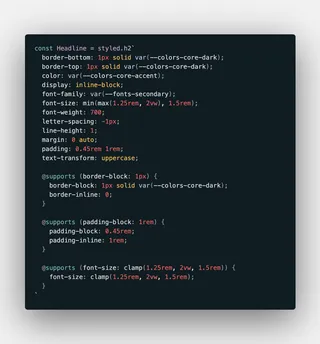 const Headline = styled.h2`
  border-bottom: 1px solid var(--colors-core-dark);
  border-top: 1px solid var(--colors-core-dark);
  color: var(--core-accent);
  display: inline-block;
  font-family: var(--fonts-secondary);
  font-size: min(max(1.25rem, 2vw), 1.5rem);
  font-weight: 700;
  letter-spacing: -1px;
  line-height: 1;
  margin: 0 auto;
  padding: 0.45rem 1rem;
  text-transform: uppercase;

  @supports (border-block: 1px) {
    border-block: 1px solid var(--colors-core-dark);
    border-inline: 0;
  }

  @supports (padding-block: 1rem) {
    padding-block: 0.45rem;
    padding-inline: 1rem;
  }

  @supports (font-size: clamp(1.25rem, 2vw, 1.5rem)) {
    font-size: clamp(1.25rem, 2vw, 1.5rem);
  }
`